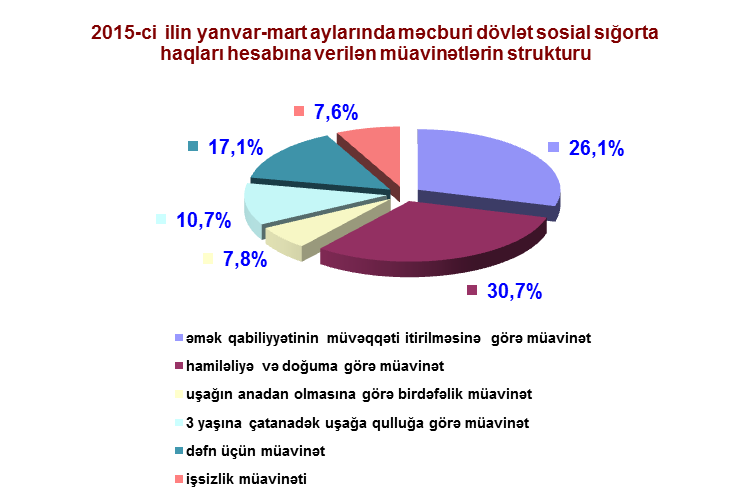 2015-ci ilin yanvar-mart aylarında məcburi dövlət sosial sığorta
haqları hesabına verilən müavinətlərin strukturu
7,6%
17,1%
26,1%
10,7%
7,8%
30,7%
əmək qabiliyyətinin müvəqqəti itirilməsinə görə müavinət
hamiləliyə və doğuma görə müavinət
uşağın anadan olmasına görə birdəfəlik müavinət
3 yaşına çatanadək uşağa qulluğa görə müavinət
dəfn üçün müavinət
işsizlik müavinəti